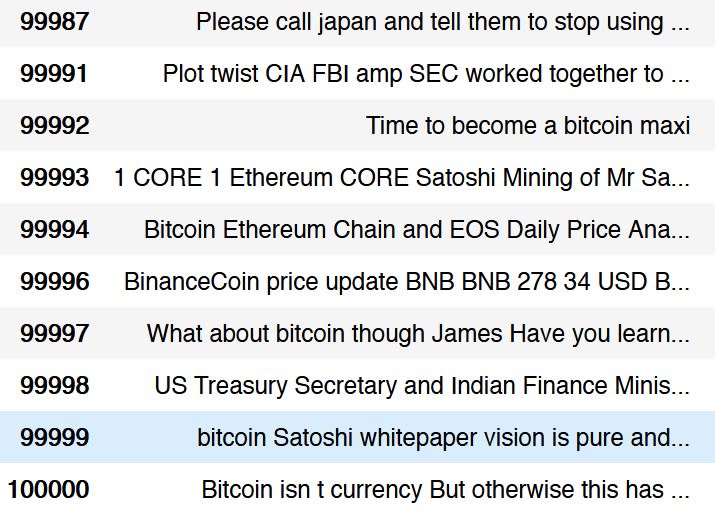 99987 Please call japan and tell them to stop using ...
99991 Plot twist CIA FBI amp SEC worked together to ...
99992 Time to become a bitcoin maxi
99993 1 CORE 1 Ethereum CORE Satoshi Mining of Mr Sa...
99994 Bitcoin Ethereum Chain and EOS Daily Price Ana...
99996 BinanceCoin price update BNB BNB 278 34 USD B...
99997 What about bitcoin though James Have you learn...
99998 US Treasury Secretary and Indian Finance Minis...
99999 bitcoin Satoshi whitepaper vision is pure and...
100000 Bitcoin isn t currency But otherwise this has ...